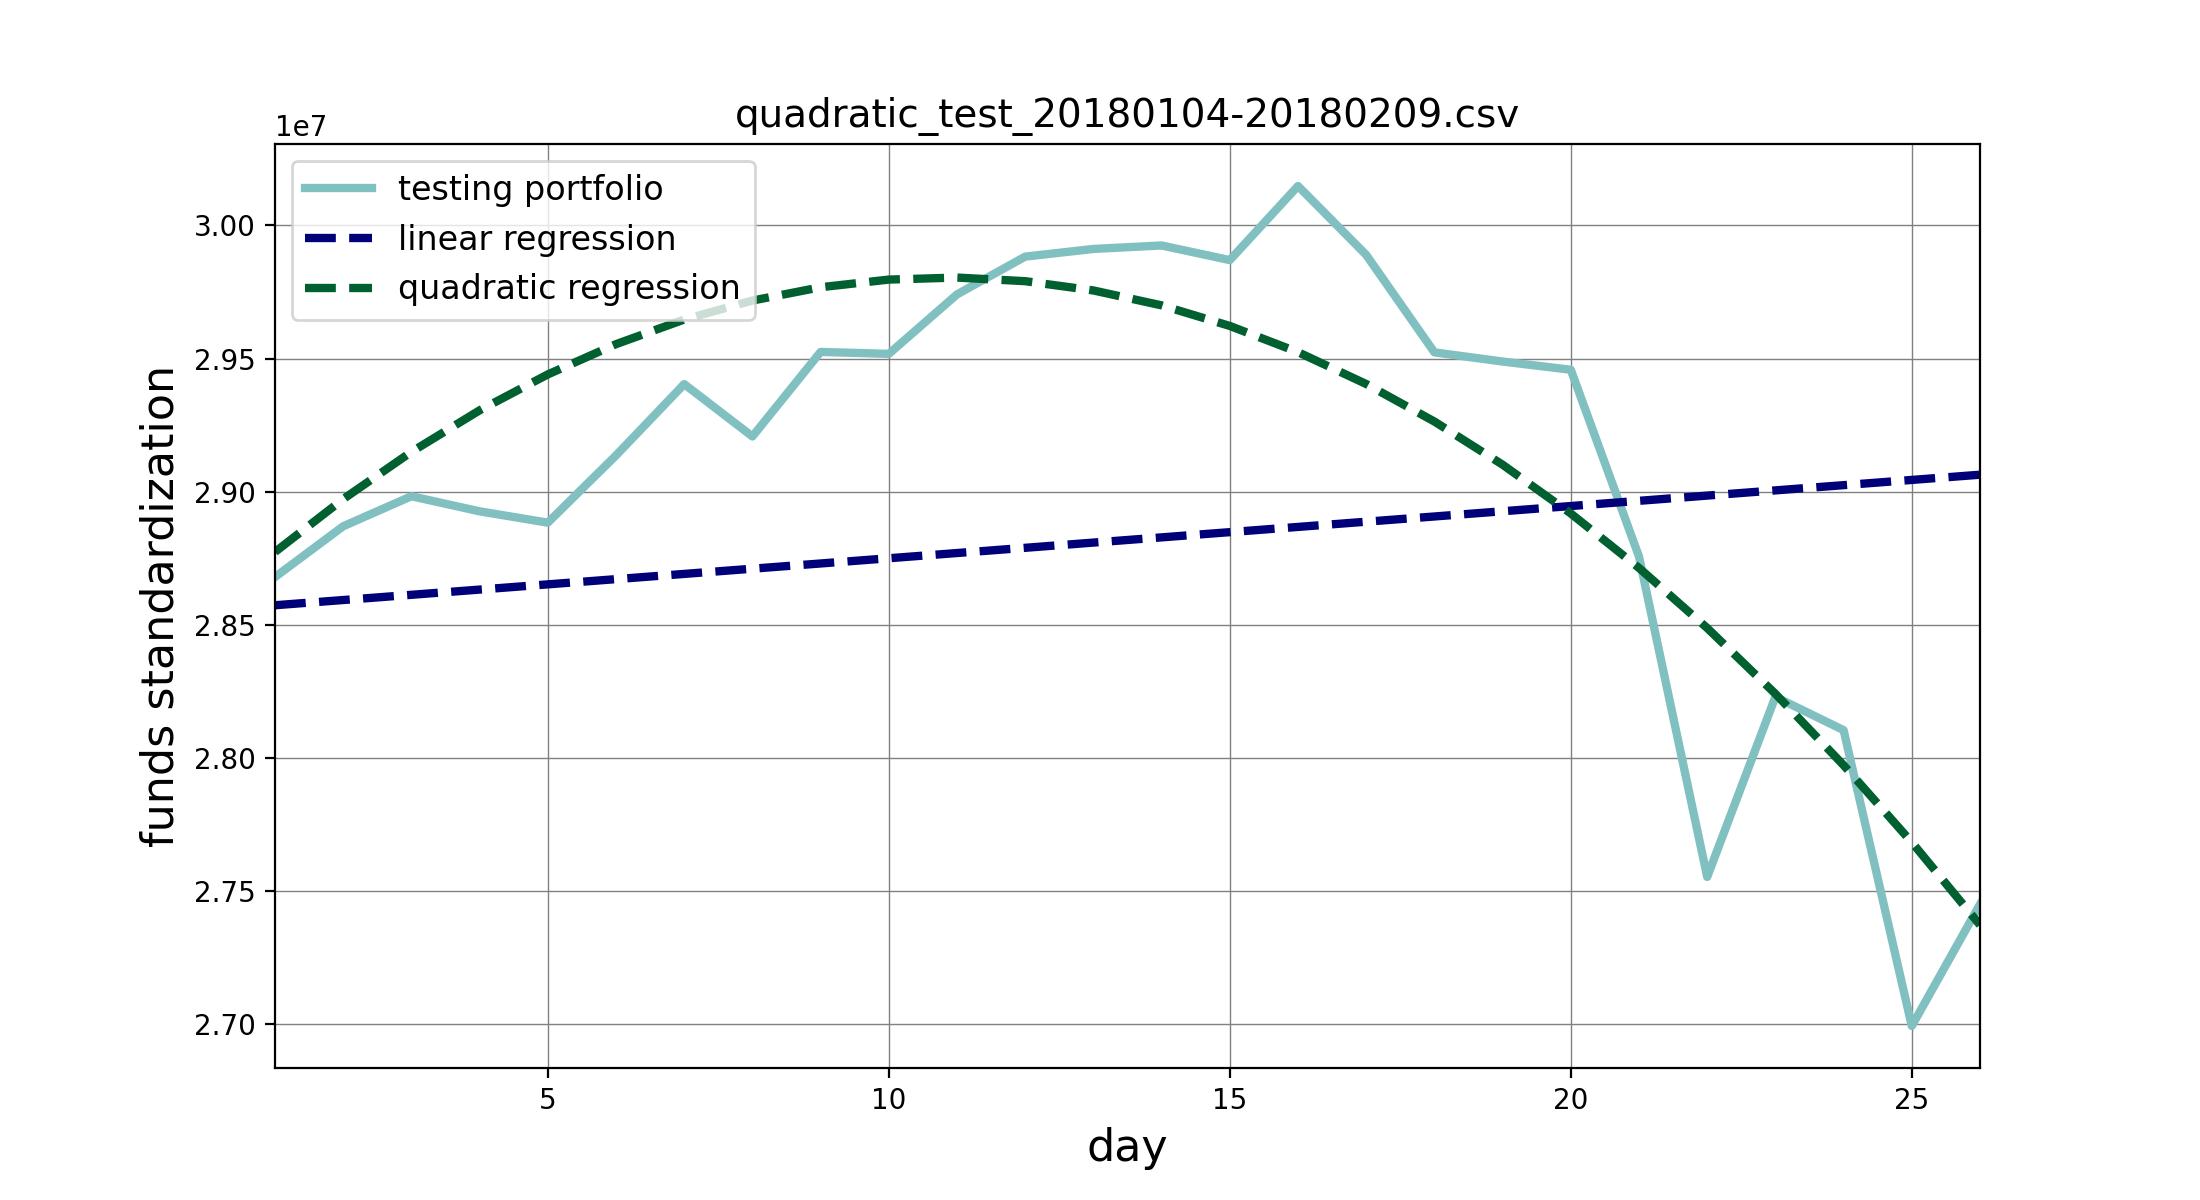 quadratic_test_20180104-20180209.csv
1e7
testing portfolio
linear regression
quadratic regression
funds standardization
3.00
2.95
2.90
2.85
2.80
2.75
2.70
5 10 15 20 25
day